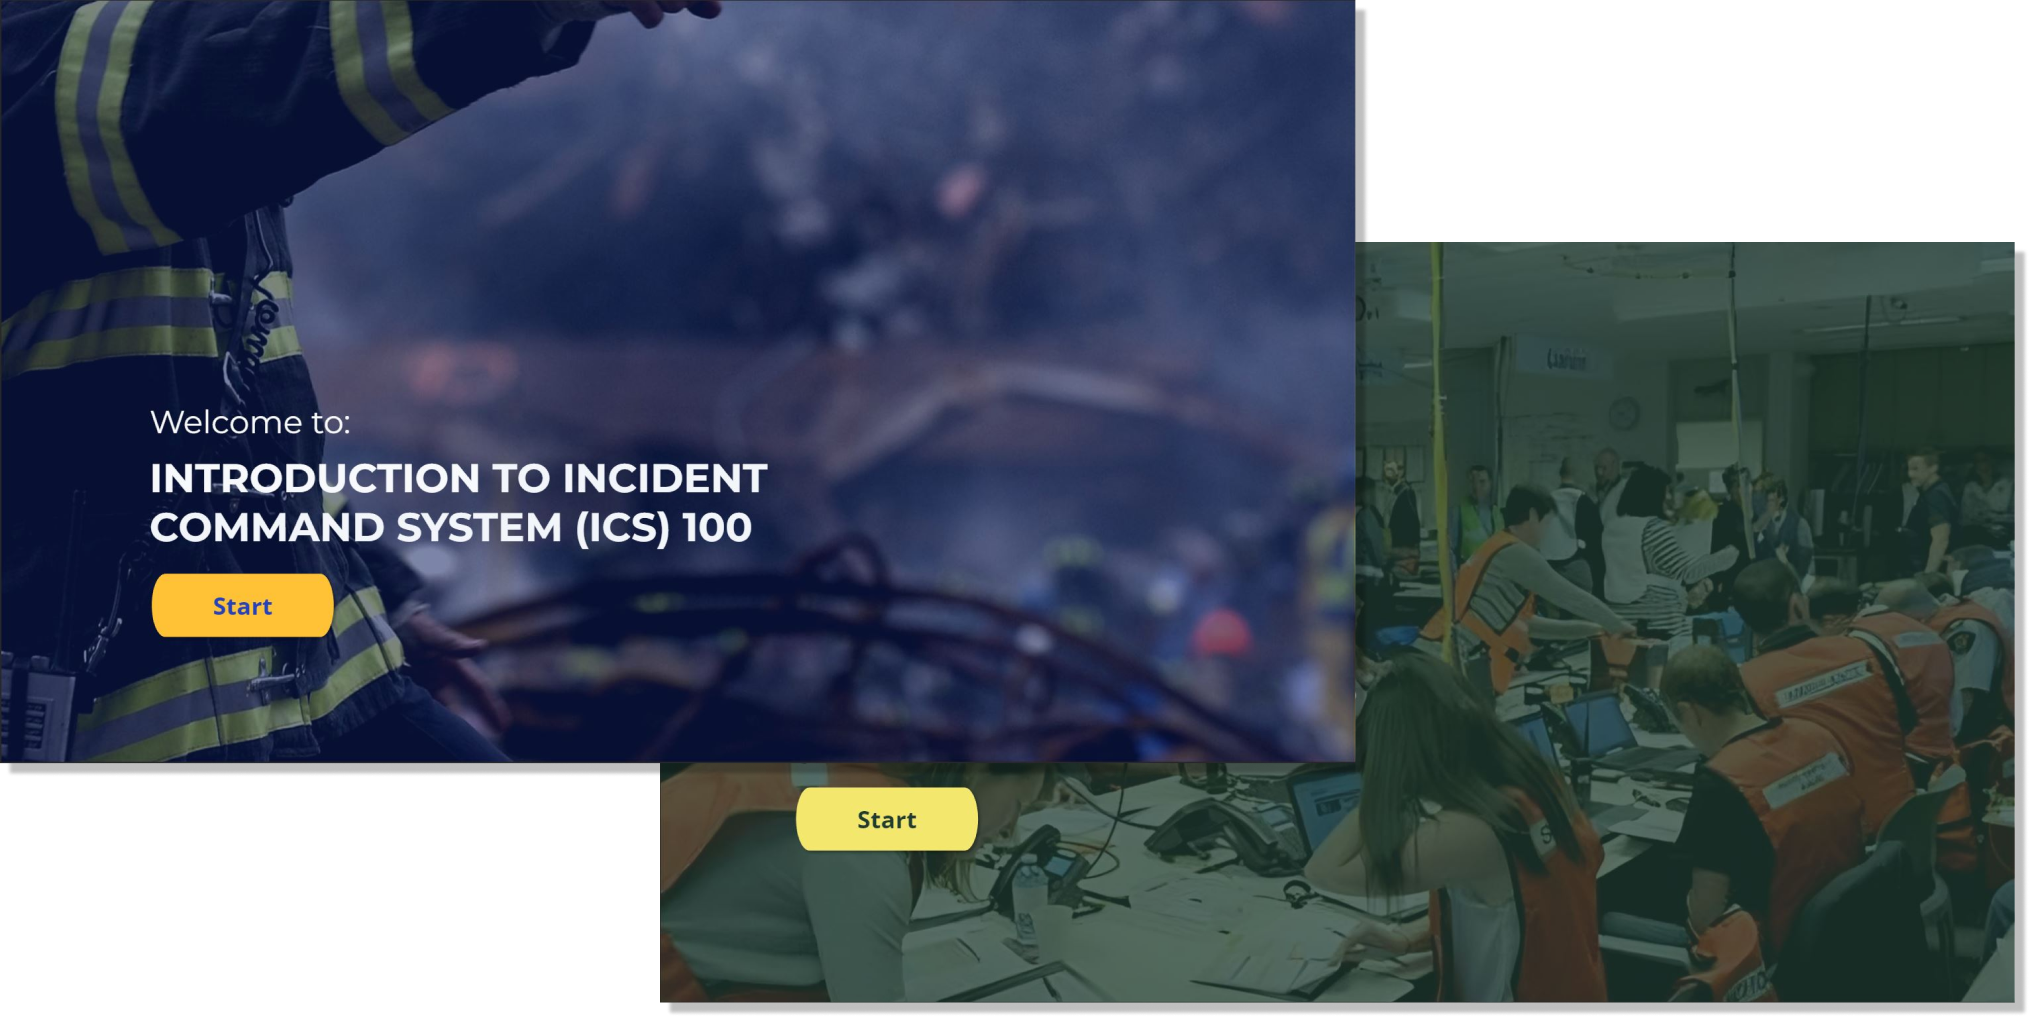 Welcome to:
INTRODUCTION TO INCIDENT
COMMAND SYSTEM (ICS) 100
Start
Start